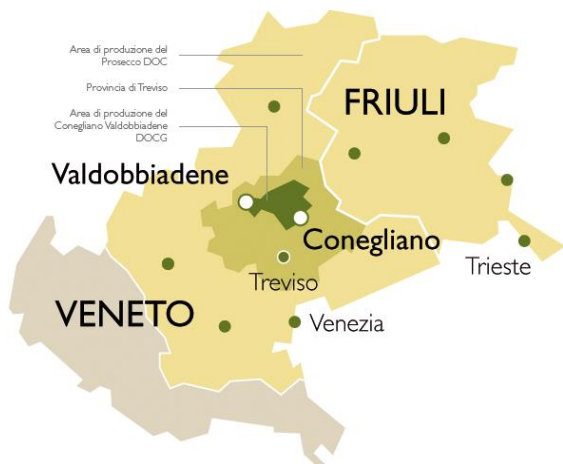 Area di produzione del
Prosecco DOC
Provincia di Treviso
Area di produzione del
Conegliano Valdobbiadene
DOCG
FRIULI
Valdobbiadene
Conegliano
Trieste
Treviso
VENETO
Venezia